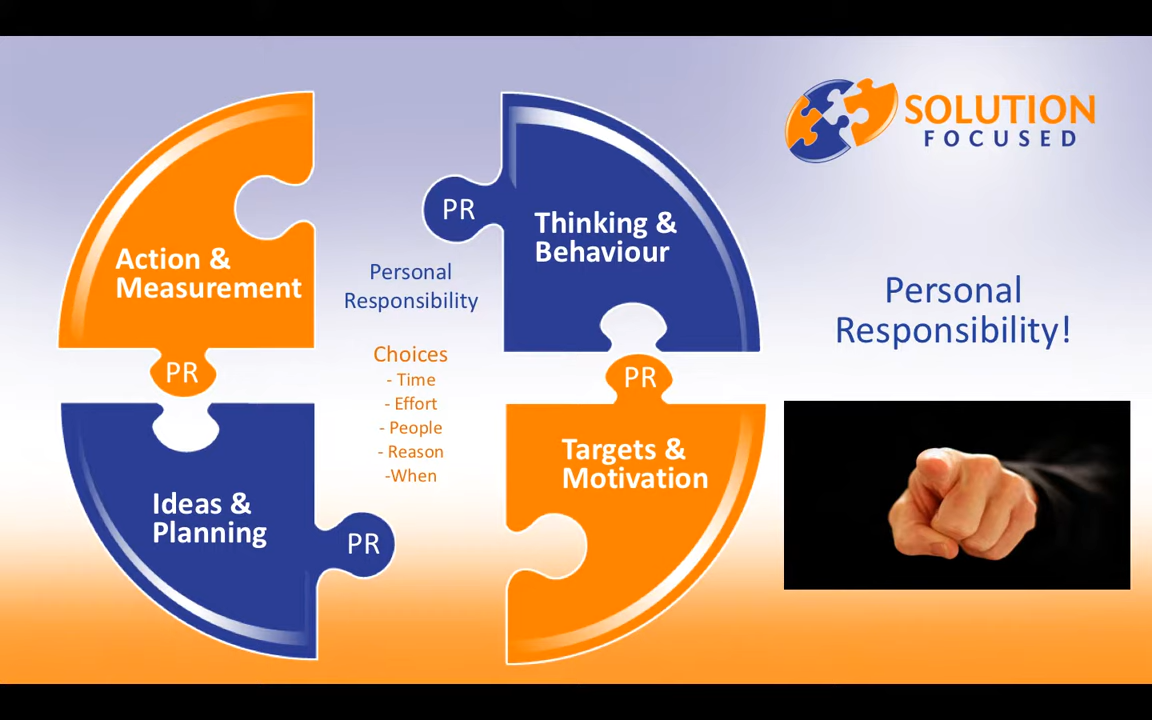 SOLUTION
FOCUSED
Action &
Measurement
PR
Thinking &
Behaviour
Personal
Responsibility
Choices
- Time
- Effort
- People
- Reason
-When
PR
PR
Ideas &
Planning
PR
Targets &
Motivation
Personal
Responsibility!